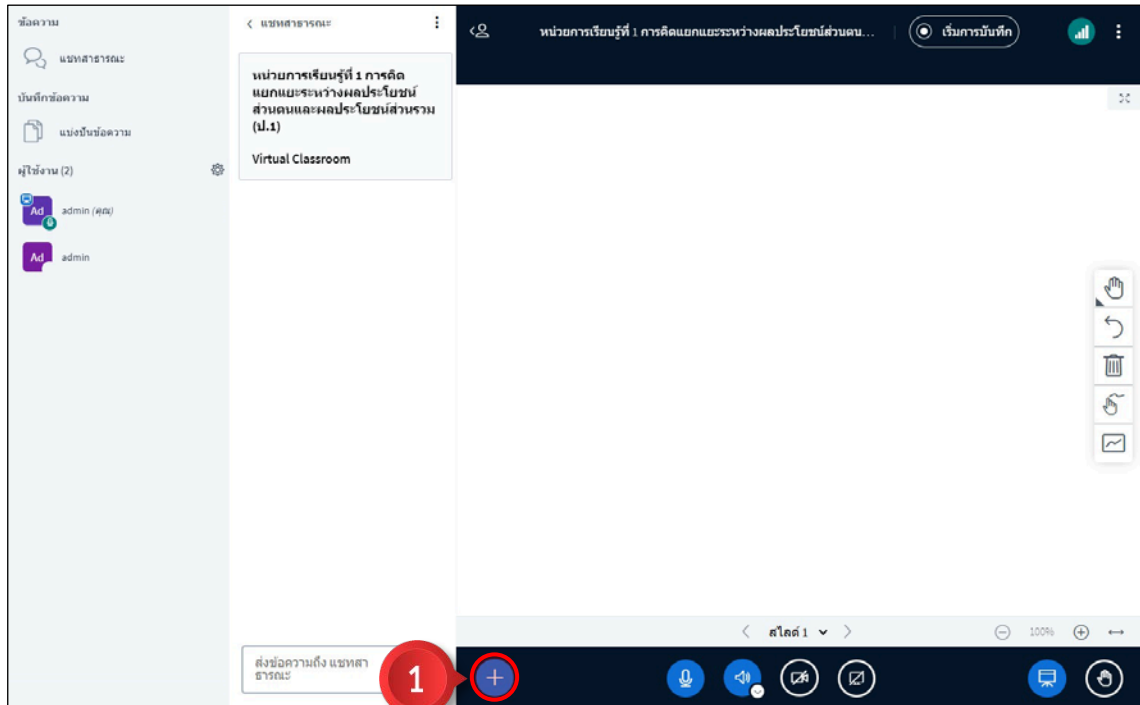 ข้อความ
แชทสาธารณะ
บันทึกข้อความ
แบ่งปันข้อความ
ผู้ใช้งาน (2)
Ad admin (คุณ)
Ad admin
แชทสาธารณะ
หน่วยการเรียนรู้ที่ 1 การคิด
แยกแยะระหว่างผลประโยชน์
ส่วนตนและผลประโยชน์ส่วนรวม
(ป.1)
Virtual Classroom
ส่งข้อความถึง แชทสา
ธารณะ
1
หน่วยการเรียนรู้ที่ 1 การคิดแยกแยะระหว่างผลประโยชน์ส่วนตน...
เริ่มการบันทึก
สไลด์ 1
100%